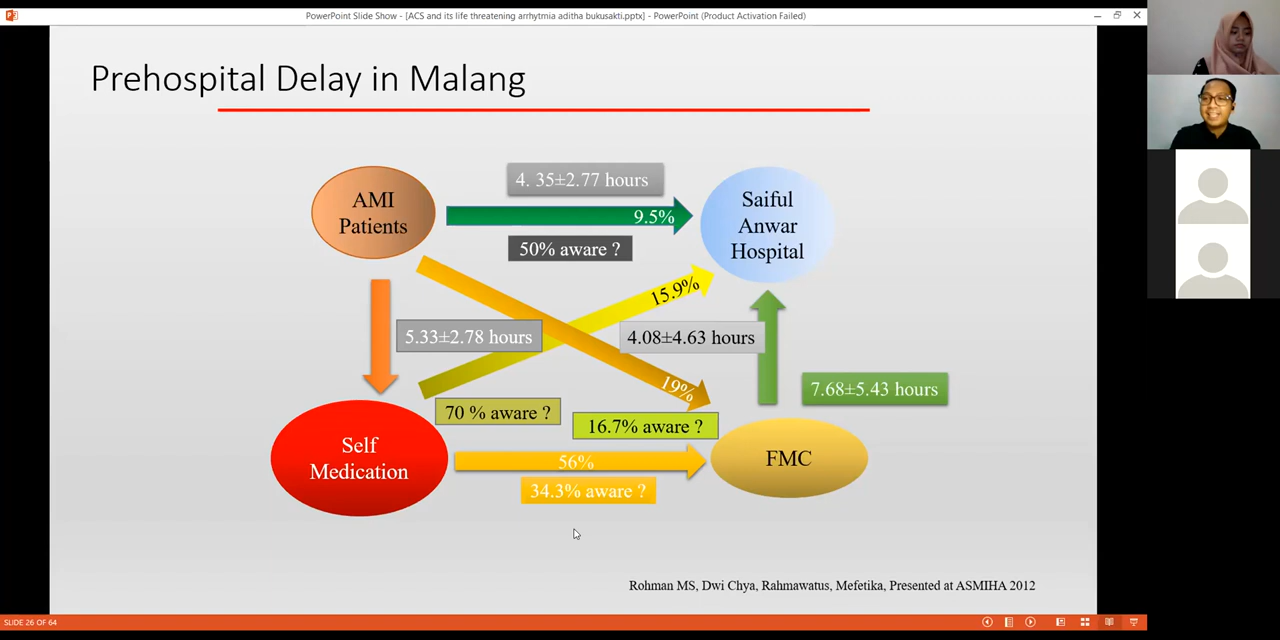 PowerPoint Slide Show - [ACS and its life threatening arrhytmia aditha bukusakti.pptx] - PowerPoint (Product Activation Failed)
Prehospital Delay in Malang
AMI
Patients
4. 35±2.77 hours
9.5%
50% aware ?
Saiful
Anwar
Hospital
15.9%
5.33±2.78 hours
4.08±4.63 hours
19%
7.68±5.43 hours
70 % aware ?
16.7% aware ?
Self
Medication
56%
34.3% aware ?
FMC
Rohman MS, Dwi Chya, Rahmawatus, Mefetika, Presented at ASMIHA 2012
SLIDE 26 OF 64